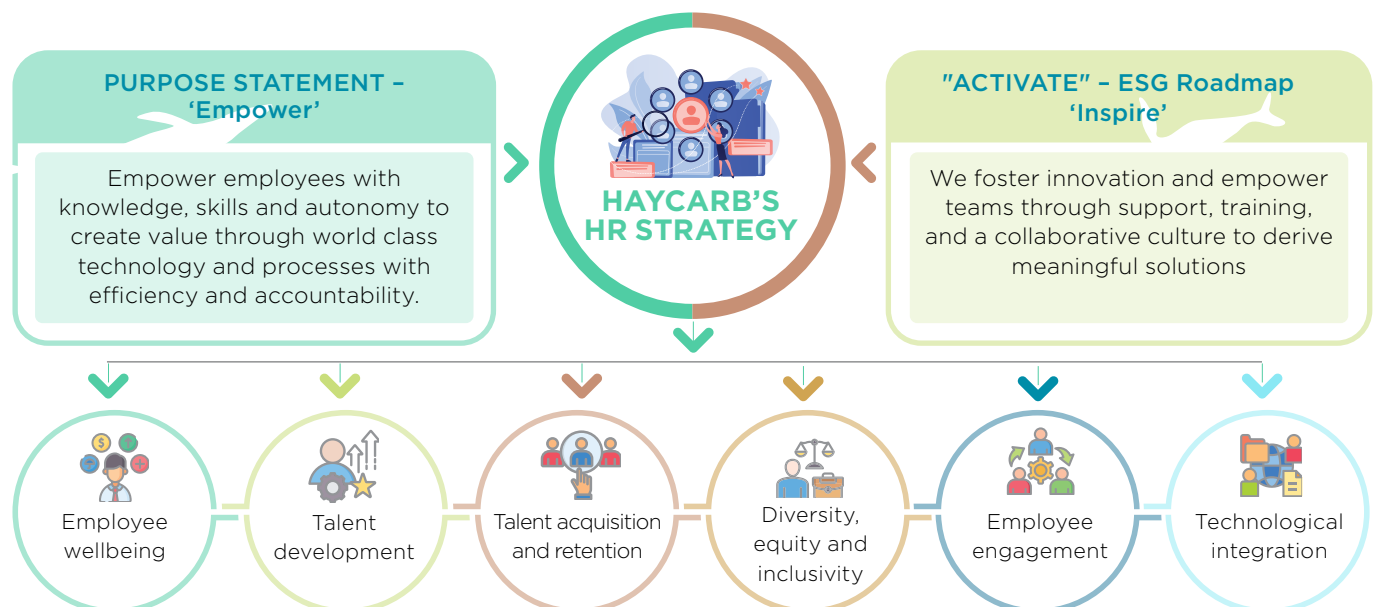 PURPOSE STATEMENT –
‘Empower’
Empower employees with
knowledge, skills and autonomy to
create value through world class
technology and processes with
efficiency and accountability.
HAYCARB’S
HR STRATEGY
"ACTIVATE" – ESG Roadmap
‘Inspire’
We foster innovation and empower
teams through support, training,
and a collaborative culture to derive
meaningful solutions
Employee
wellbeing
Talent
development
Talent acquisition
and retention
Diversity,
equity and
inclusivity
Employee
engagement
Technological
integration